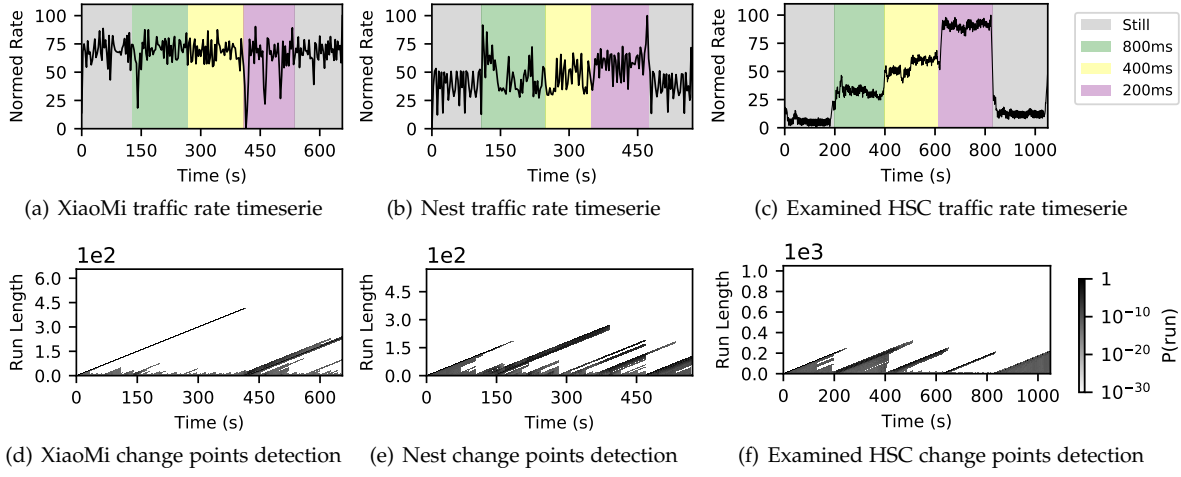 Normed Rate
100
75
50
25
0
0 150 300 450 600
Time (s)
(a) XiaoMi traffic rate timeserie
Normed Rate
100
75
50
25
0
0 150 300 450
Time (s)
(b) Nest traffic rate timeserie
Normed Rate
100
75
50
25
0
0 200 400 600 800 1000
Time (s)
(c) Examined HSC traffic rate timeserie
Still
800ms
400ms
200ms
1e2
Run Length
6.0
4.5
3.0
1.5
0.0
0 150 300 450 600
Time (s)
(d) XiaoMi change points detection
1e2
Run Length
4.5
3.0
1.5
0.0
0 150 300 450
Time (s)
(e) Nest change points detection
1e3
Run Length
1.0
0.8
0.6
0.4
0.2
0.0
0 200 400 600 800 1000
Time (s)
(f) Examined HSC change points detection
1
10⁻¹⁰
10⁻²⁰
10⁻³⁰
P(run)